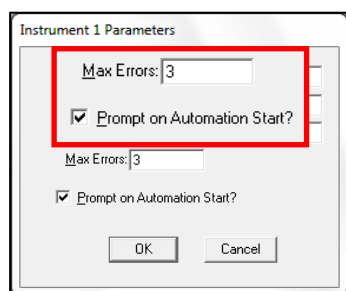 Instrument 1 Parameters
Max Errors: 3
Prompt on Automation Start?
Max Errors: 3
Prompt on Automation Start?
OK Cancel